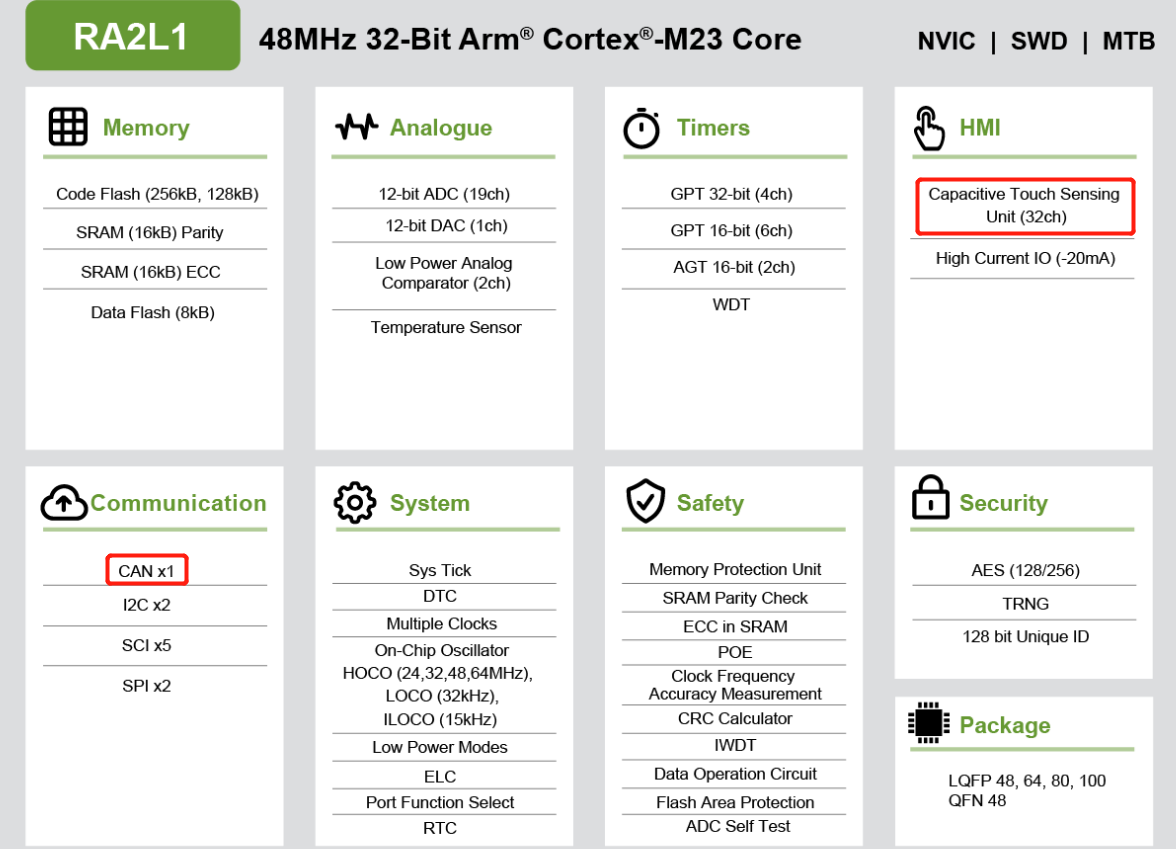 RA2L1
48MHz 32-Bit Arm® Cortex®-M23 Core
NVIC | SWD | MTB
Memory
Code Flash (256kB, 128kB)
SRAM (16kB) Parity
SRAM (16kB) ECC
Data Flash (8kB)
Analogue
12-bit ADC (19ch)
12-bit DAC (1ch)
Low Power Analog
Comparator (2ch)
Temperature Sensor
Timers
GPT 32-bit (4ch)
GPT 16-bit (6ch)
AGT 16-bit (2ch)
WDT
HMI
Capacitive Touch Sensing
Unit (32ch)
High Current IO (-20mA)
Communication
CAN x1
I2C x2
SCI x5
SPI x2
System
Sys Tick
DTC
Multiple Clocks
On-Chip Oscillator
HOCO (24,32,48,64MHz),
LOCO (32kHz),
ILOCO (15kHz)
Low Power Modes
ELC
Port Function Select
RTC
Safety
Memory Protection Unit
SRAM Parity Check
ECC in SRAM
POE
Clock Frequency
Accuracy Measurement
CRC Calculator
IWDT
Data Operation Circuit
Flash Area Protection
ADC Self Test
Security
AES (128/256)
TRNG
128 bit Unique ID
Package
LQFP 48, 64, 80, 100
QFN 48